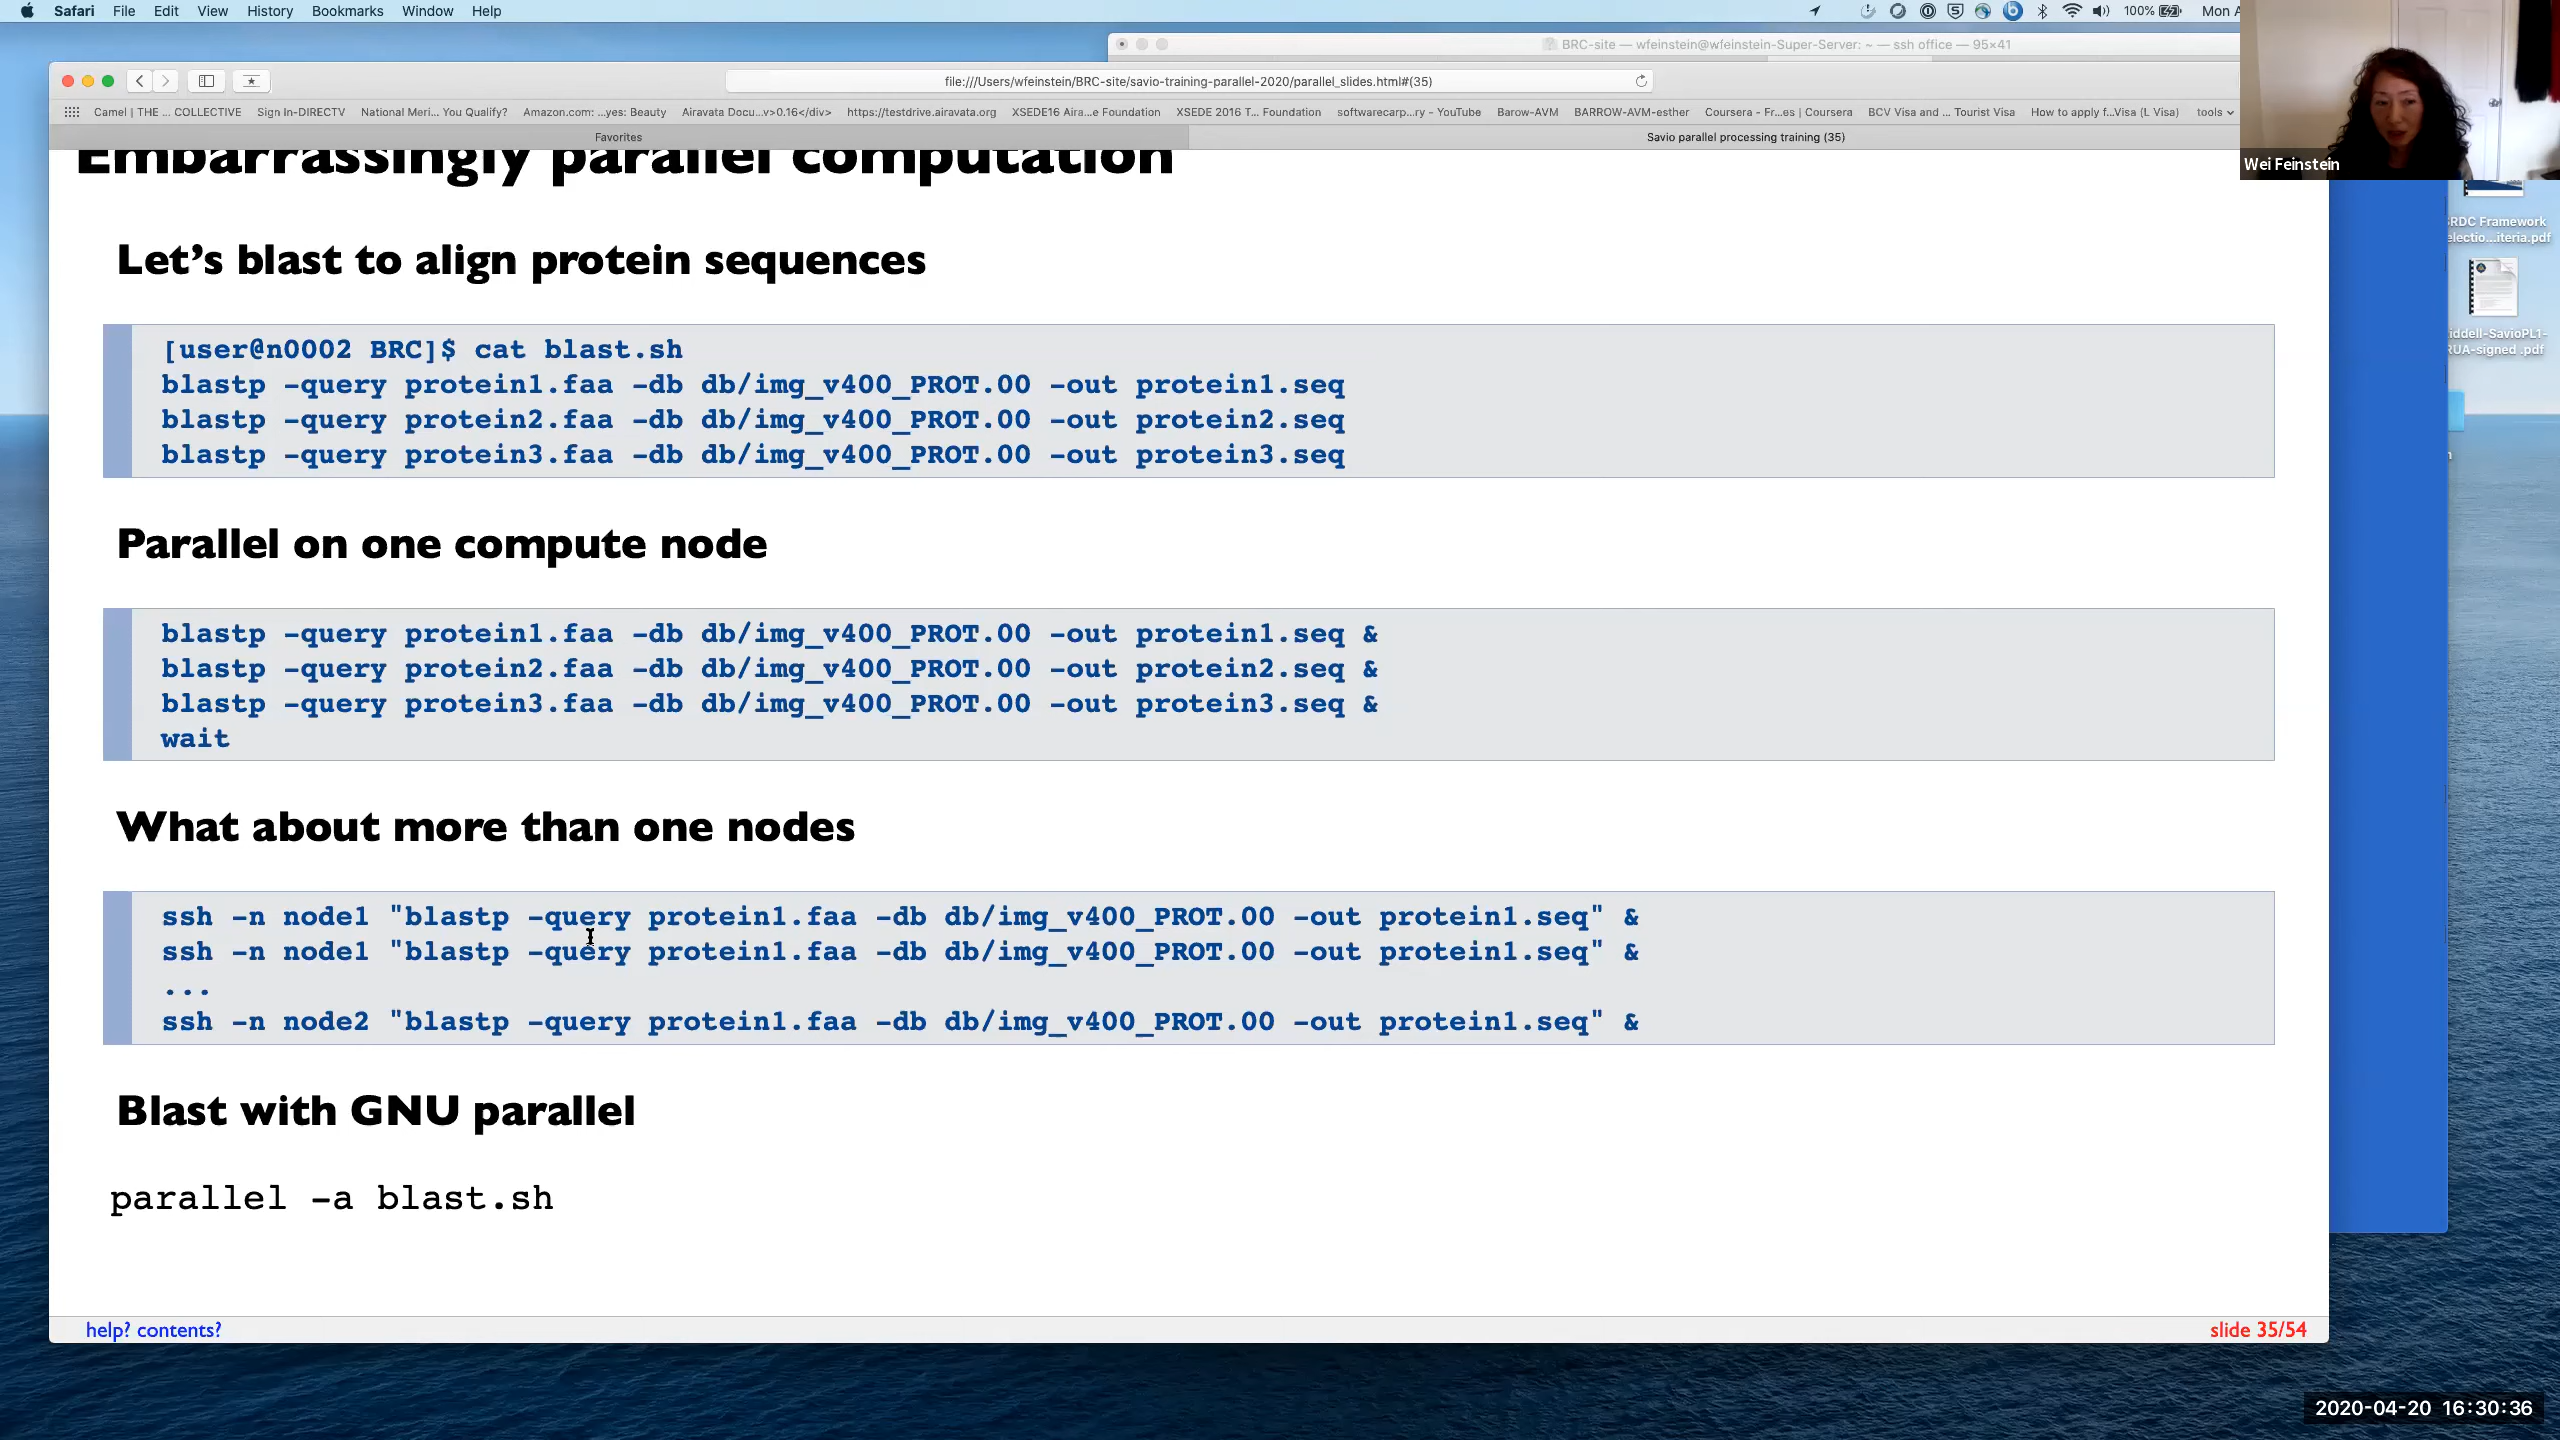 Safari File Edit View History Bookmarks Window Help
100% Mon
BRC-site — wfeinstein@wfeinstein-Super-Server: ~ — ssh office — 95×41
file:///Users/wfeinstein/BRC-site/savio-training-parallel-2020/parallel_slides.html#(35)
Camel | THE ... COLLECTIVE Sign In-DIRECTV National Meri... You Qualify? Amazon.com: ...yes: Beauty Airavata Docu...v>0.16</div> https://testdrive.airavata.org XSEDE16 Aira...e Foundation XSEDE 2016 T... Foundation softwarecarp...ry - YouTube Barow-AVM BARROW-AVM-esther Coursera - Fr...es | Coursera BCV Visa and ... Tourist Visa How to apply f...Visa (L Visa) tools
Favorites Savio parallel processing training (35)
Wei Feinstein
Embarrassingly parallel computation
Let's blast to align protein sequences
[user@n0002 BRC]$ cat blast.sh
blastp -query protein1.faa -db db/img_v400_PROT.00 -out protein1.seq
blastp -query protein2.faa -db db/img_v400_PROT.00 -out protein2.seq
blastp -query protein3.faa -db db/img_v400_PROT.00 -out protein3.seq
Parallel on one compute node
blastp -query protein1.faa -db db/img_v400_PROT.00 -out protein1.seq &
blastp -query protein2.faa -db db/img_v400_PROT.00 -out protein2.seq &
blastp -query protein3.faa -db db/img_v400_PROT.00 -out protein3.seq &
wait
What about more than one nodes
ssh -n node1 "blastp -query protein1.faa -db db/img_v400_PROT.00 -out protein1.seq" &
ssh -n node1 "blastp -query protein1.faa -db db/img_v400_PROT.00 -out protein1.seq" &
...
ssh -n node2 "blastp -query protein1.faa -db db/img_v400_PROT.00 -out protein1.seq" &
Blast with GNU parallel
parallel -a blast.sh
help? contents? slide 35/54
RDC Framework
electio...iteria.pdf
iddell-SavioPL1-
RUA-signed .pdf
2020-04-20 16:30:36